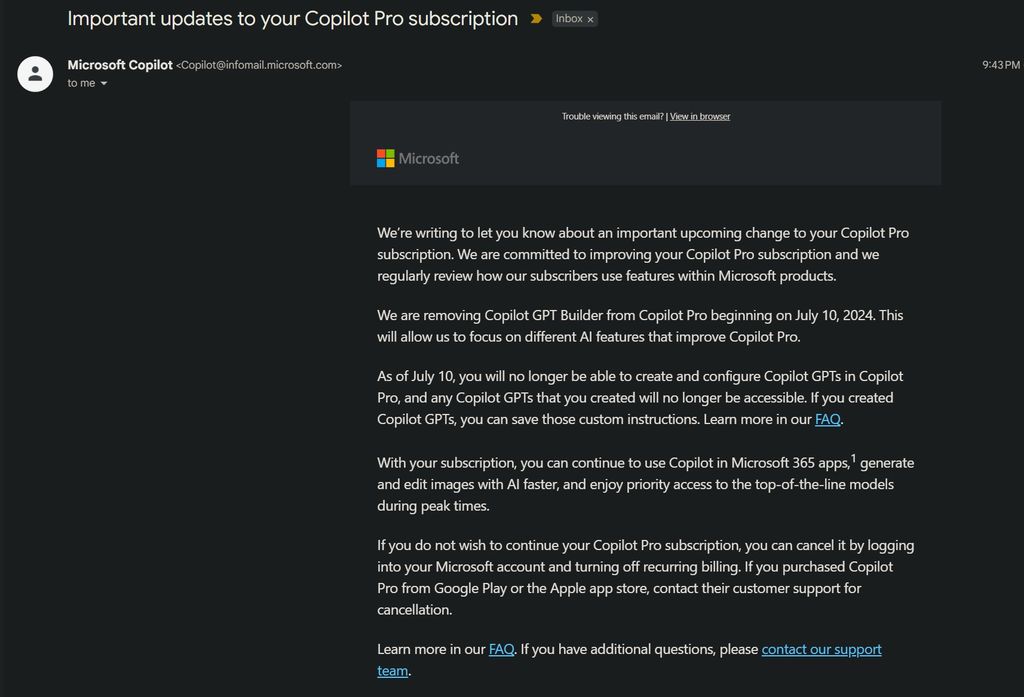 Important updates to your Copilot Pro subscription
Inbox ×
Microsoft Copilot <Copilot@infomail.microsoft.com>
9:43 PM
to me
Trouble viewing this email? | View in browser
Microsoft
We're writing to let you know about an important upcoming change to your Copilot Pro
subscription. We are committed to improving your Copilot Pro subscription and we
regularly review how our subscribers use features within Microsoft products.
We are removing Copilot GPT Builder from Copilot Pro beginning on July 10, 2024. This
will allow us to focus on different AI features that improve Copilot Pro.
As of July 10, you will no longer be able to create and configure Copilot GPTs in Copilot
Pro, and any Copilot GPTs that you created will no longer be accessible. If you created
Copilot GPTs, you can save those custom instructions. Learn more in our FAQ.
With your subscription, you can continue to use Copilot in Microsoft 365 apps,¹ generate
and edit images with AI faster, and enjoy priority access to the top-of-the-line models
during peak times.
If you do not wish to continue your Copilot Pro subscription, you can cancel it by logging
into your Microsoft account and turning off recurring billing. If you purchased Copilot
Pro from Google Play or the Apple app store, contact their customer support for
cancellation.
Learn more in our FAQ. If you have additional questions, please contact our support
team.